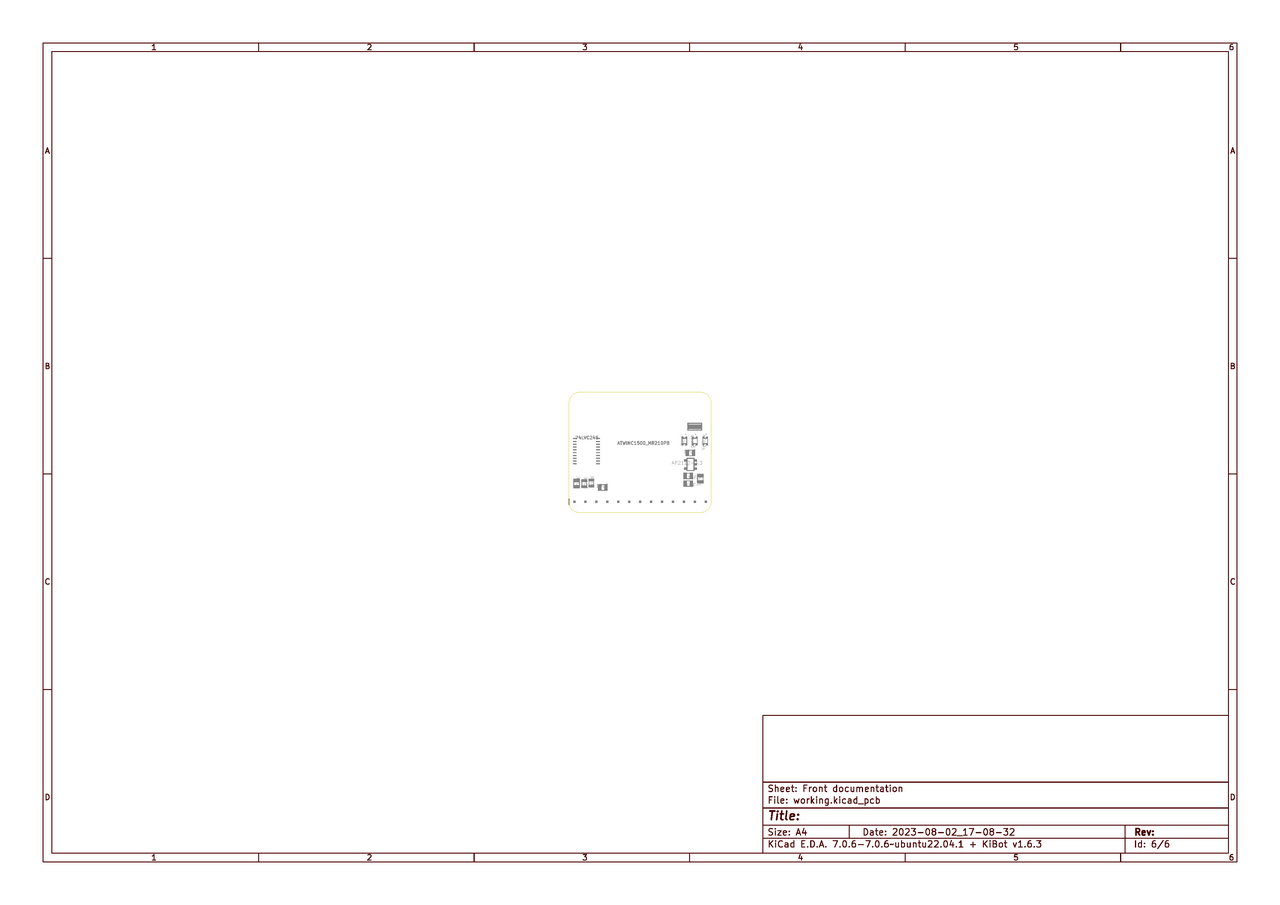 1 2 3 4 5 6
A A
B B
74LVC245
ATWINC1500_MR210PB
C C
Sheet: Front documentation
File: working.kicad_pcb
D D
Title:
Size: A4 Date: 2023-08-02_17-08-32 Rev:
KiCad E.D.A. 7.0.6-7.0.6~ubuntu22.04.1 + KiBot v1.6.3 Id: 6/6
1 2 3 4 5 6